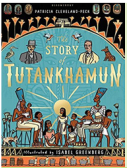 PATRICIA CLEVELAND-PECK
THE
STORY
OF
TUTANKHAMUN
Illustrated by ISABEL GREENBERG